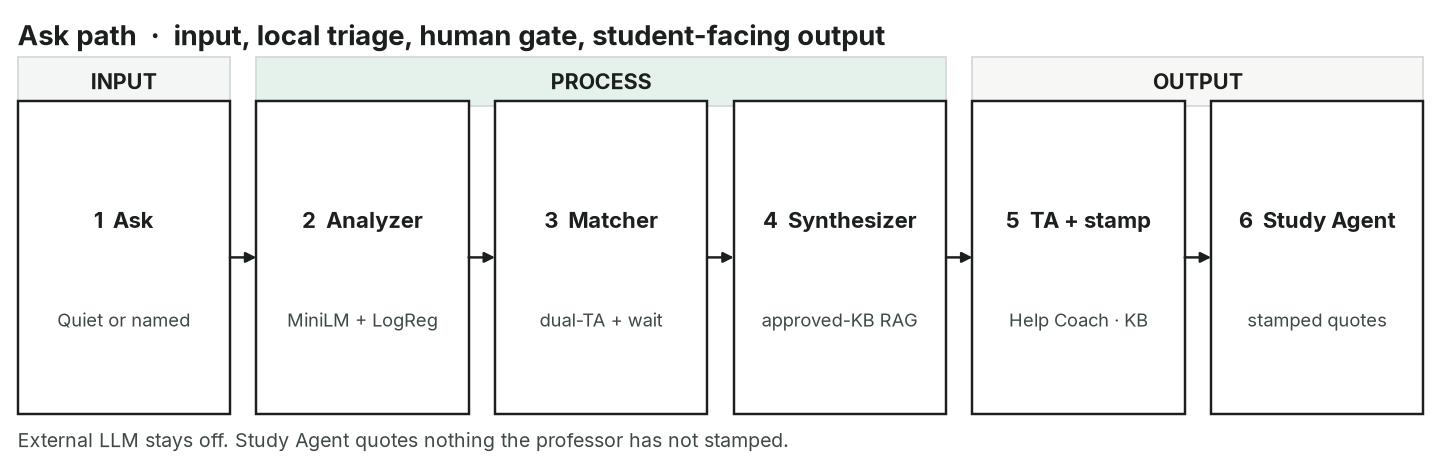 Ask path · input, local triage, human gate, student-facing output
INPUT
PROCESS
OUTPUT
1 Ask
2 Analyzer
3 Matcher
4 Synthesizer
5 TA + stamp
6 Study Agent
Quiet or named
MiniLM + LogReg
dual-TA + wait
approved-KB RAG
Help Coach · KB
stamped quotes
External LLM stays off. Study Agent quotes nothing the professor has not stamped.